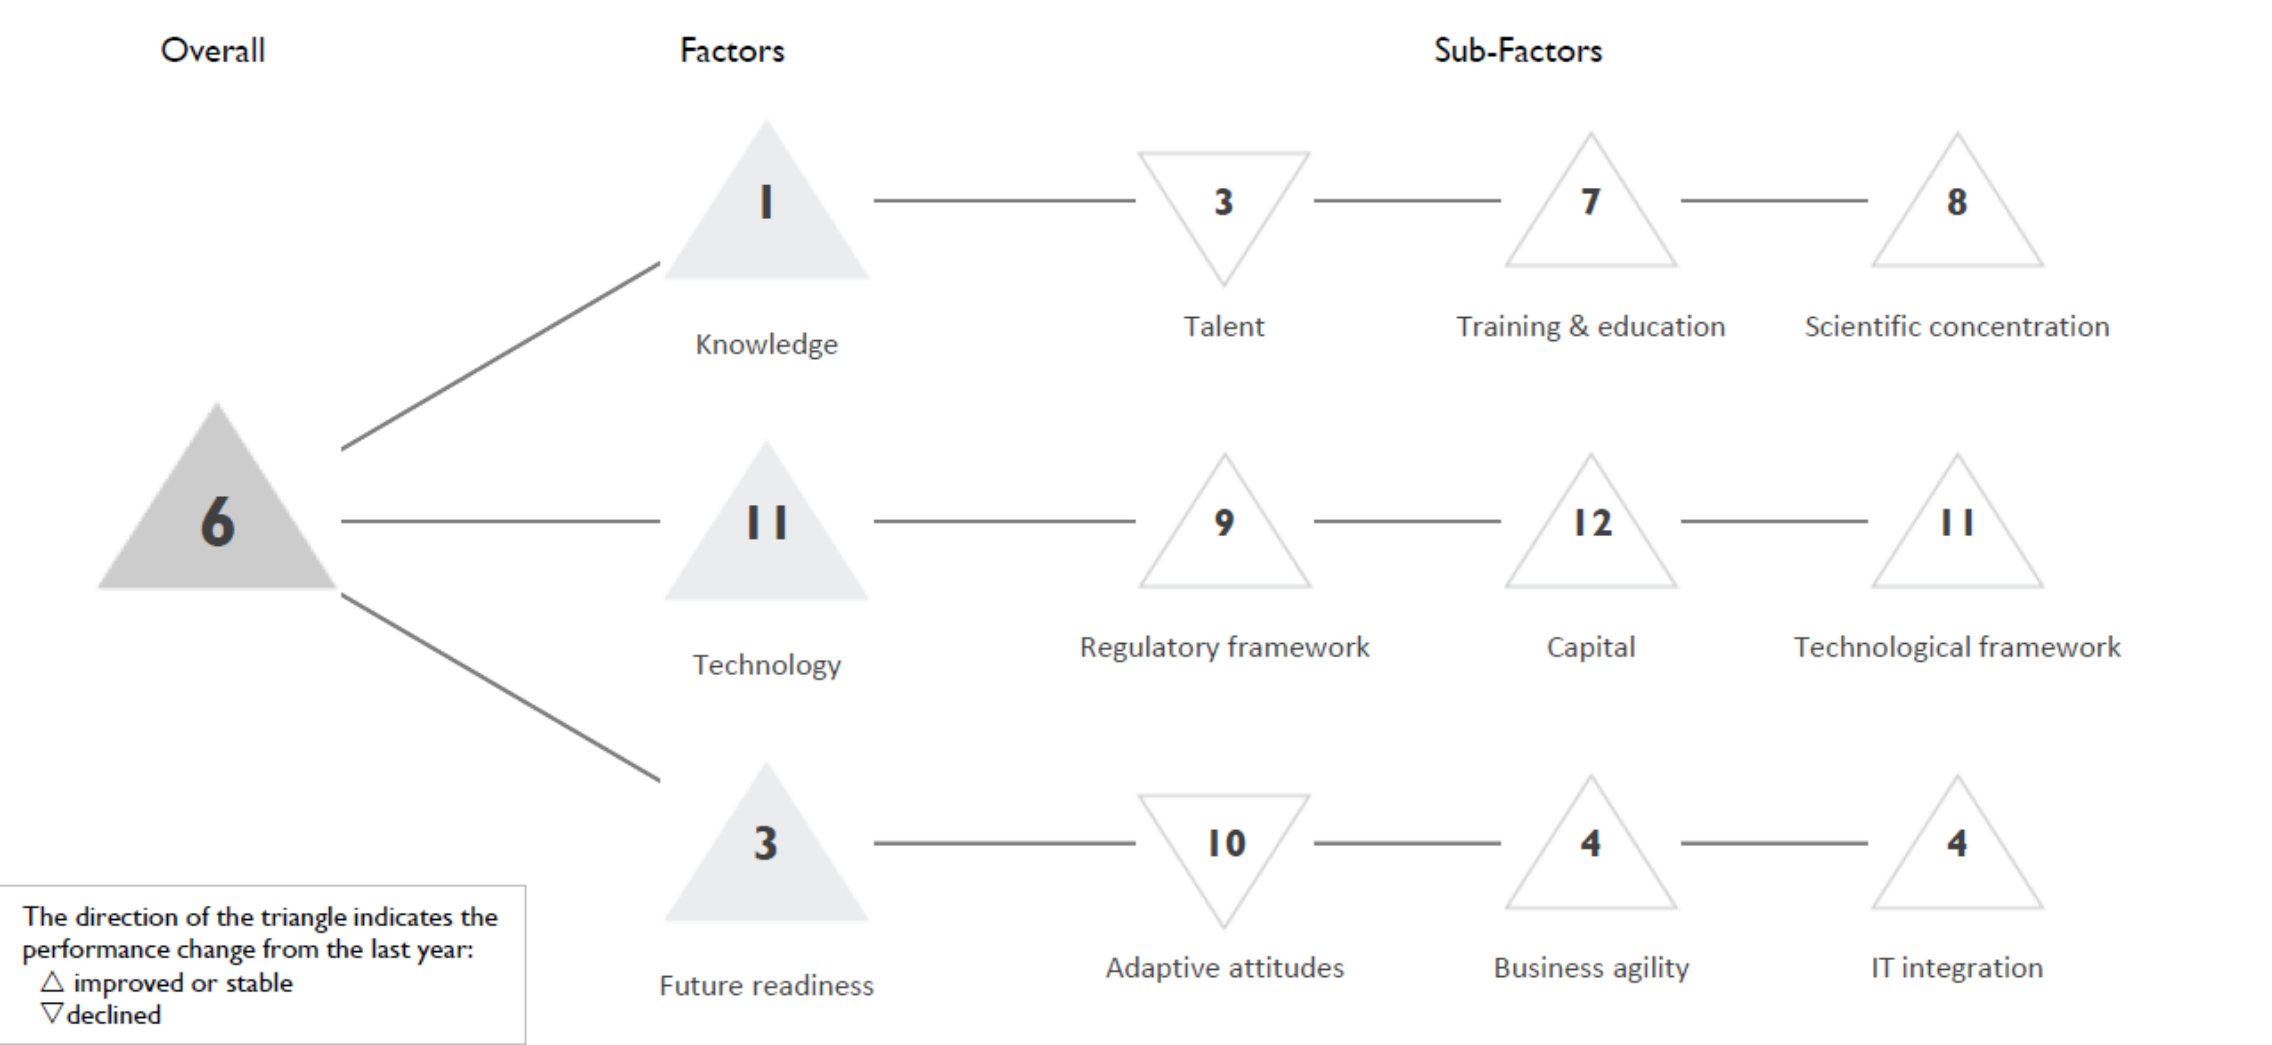 Overall
Factors
Sub-Factors
1
3
7
8
Knowledge
Talent
Training & education
Scientific concentration
6
11
9
12
11
Technology
Regulatory framework
Capital
Technological framework
3
10
4
4
Future readiness
Adaptive attitudes
Business agility
IT integration
The direction of the triangle indicates the
performance change from the last year:
△ improved or stable
▽ declined